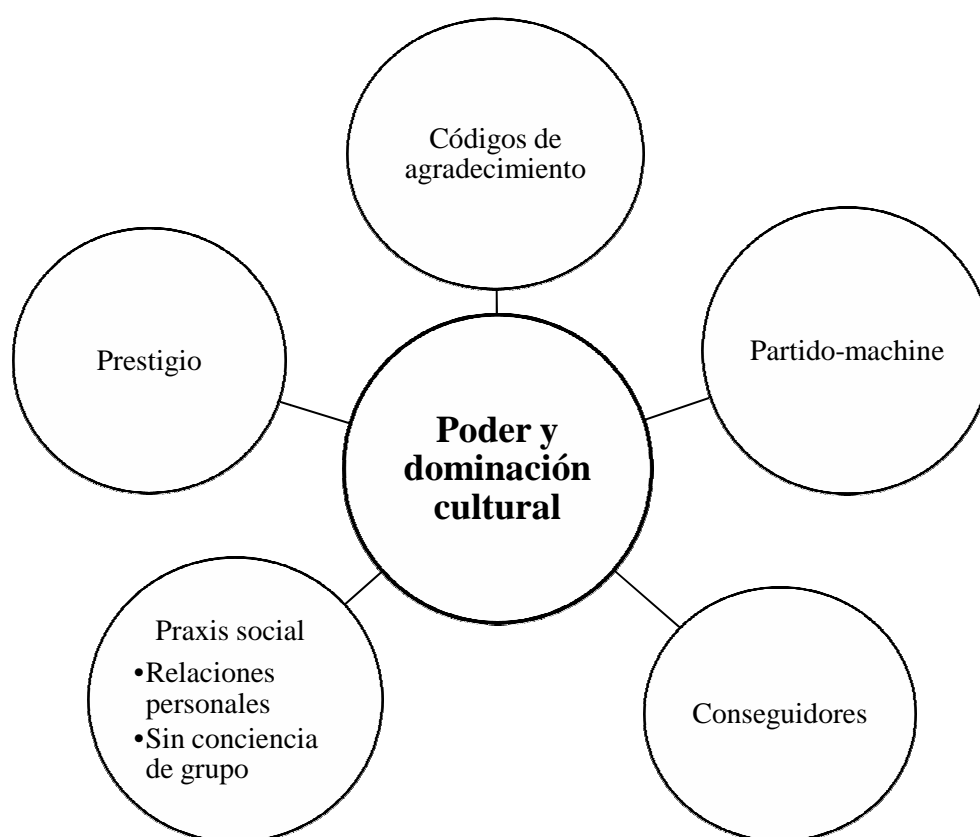 Códigos de
agradecimiento
Prestigio
Partido-machine
Poder y
dominación
cultural
Praxis social
•Relaciones
personales
•Sin conciencia
de grupo
Conseguidores